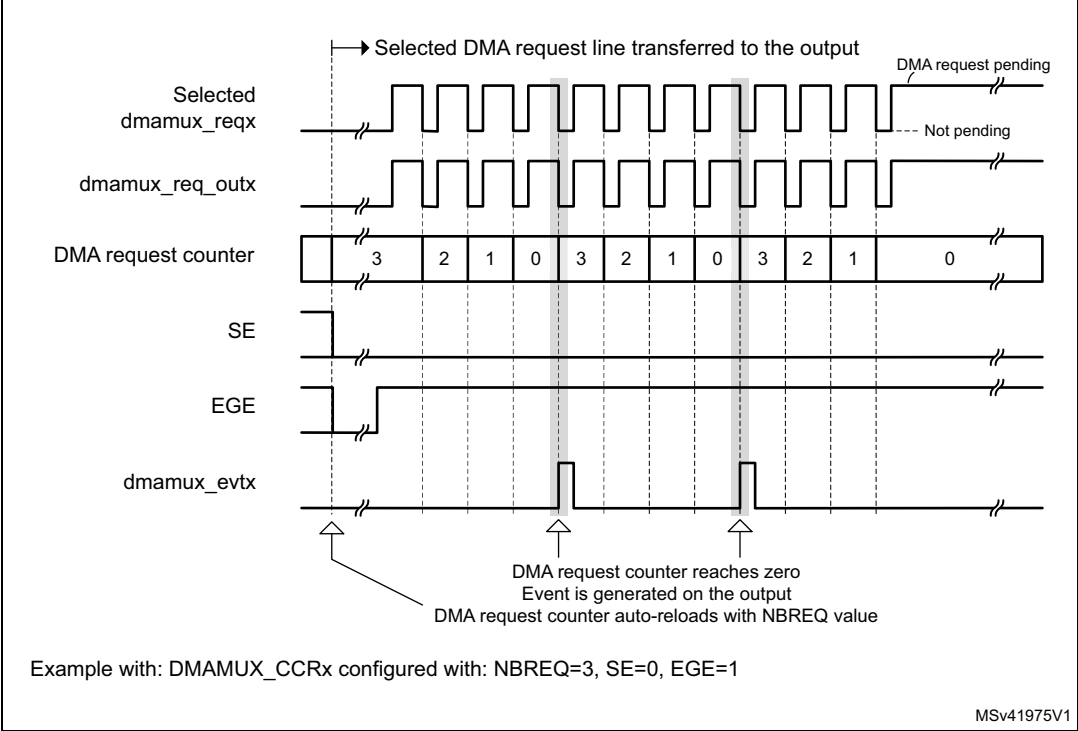 Selected DMA request line transferred to the output
DMA request pending
Selected
dmamux_reqx
Not pending
dmamux_req_outx
DMA request counter
3 2 1 0 3 2 1 0 3 2 1 0
SE
EGE
dmamux_evtx
DMA request counter reaches zero
Event is generated on the output
DMA request counter auto-reloads with NBREQ value
Example with: DMAMUX_CCRx configured with: NBREQ=3, SE=0, EGE=1
MSv41975V1